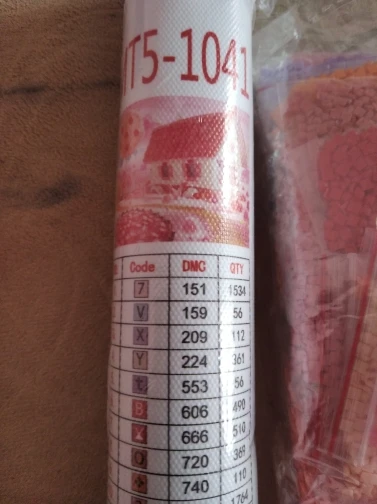 T5-1041
Code DMC QTY
7 151 1534
V 159 56
X 209 112
Y 224 361
t 553 56
B 606 490
666 510
Q 720 369
740 110
1764